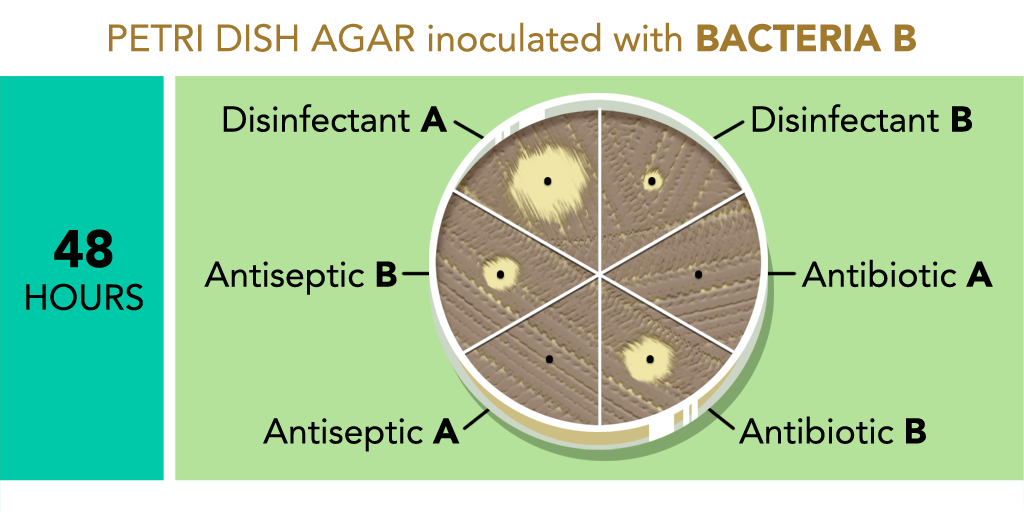 PETRI DISH AGAR inoculated with BACTERIA B
48
HOURS
Disinfectant A
Disinfectant B
Antiseptic B
Antibiotic A
Antiseptic A
Antibiotic B